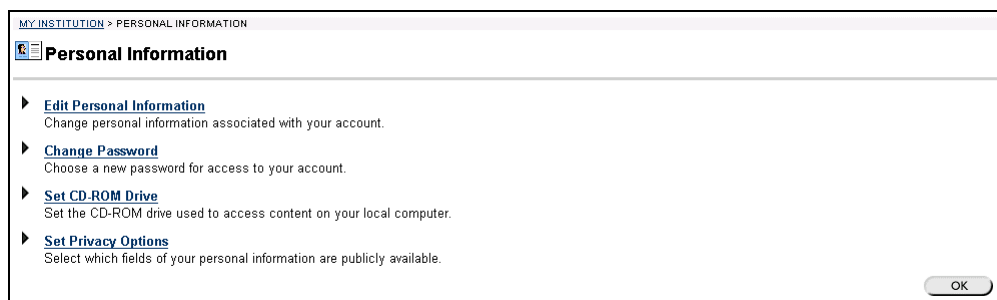 MY INSTITUTION > PERSONAL INFORMATION
Personal Information
Edit Personal Information
Change personal information associated with your account.
Change Password
Choose a new password for access to your account.
Set CD-ROM Drive
Set the CD-ROM drive used to access content on your local computer.
Set Privacy Options
Select which fields of your personal information are publicly available.
OK